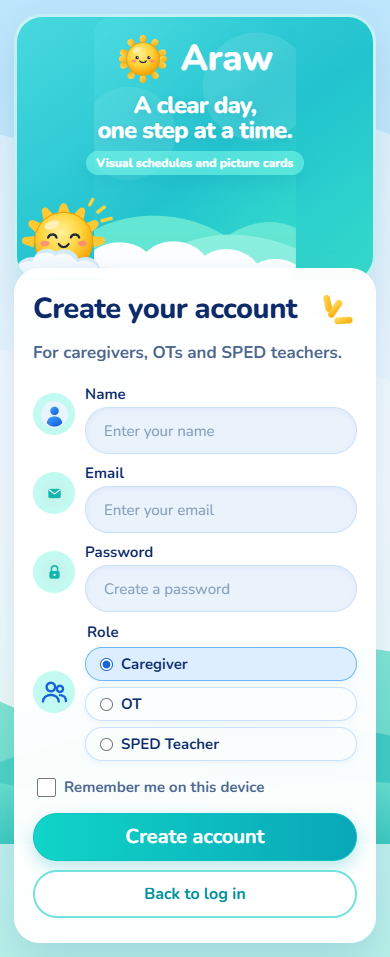 Araw
A clear day,
one step at a time.
Visual schedules and picture cards
Create your account
For caregivers, OTs and SPED teachers.
Name
Enter your name
Email
Enter your email
Password
Create a password
Role
Caregiver
OT
SPED Teacher
Remember me on this device
Create account
Back to log in